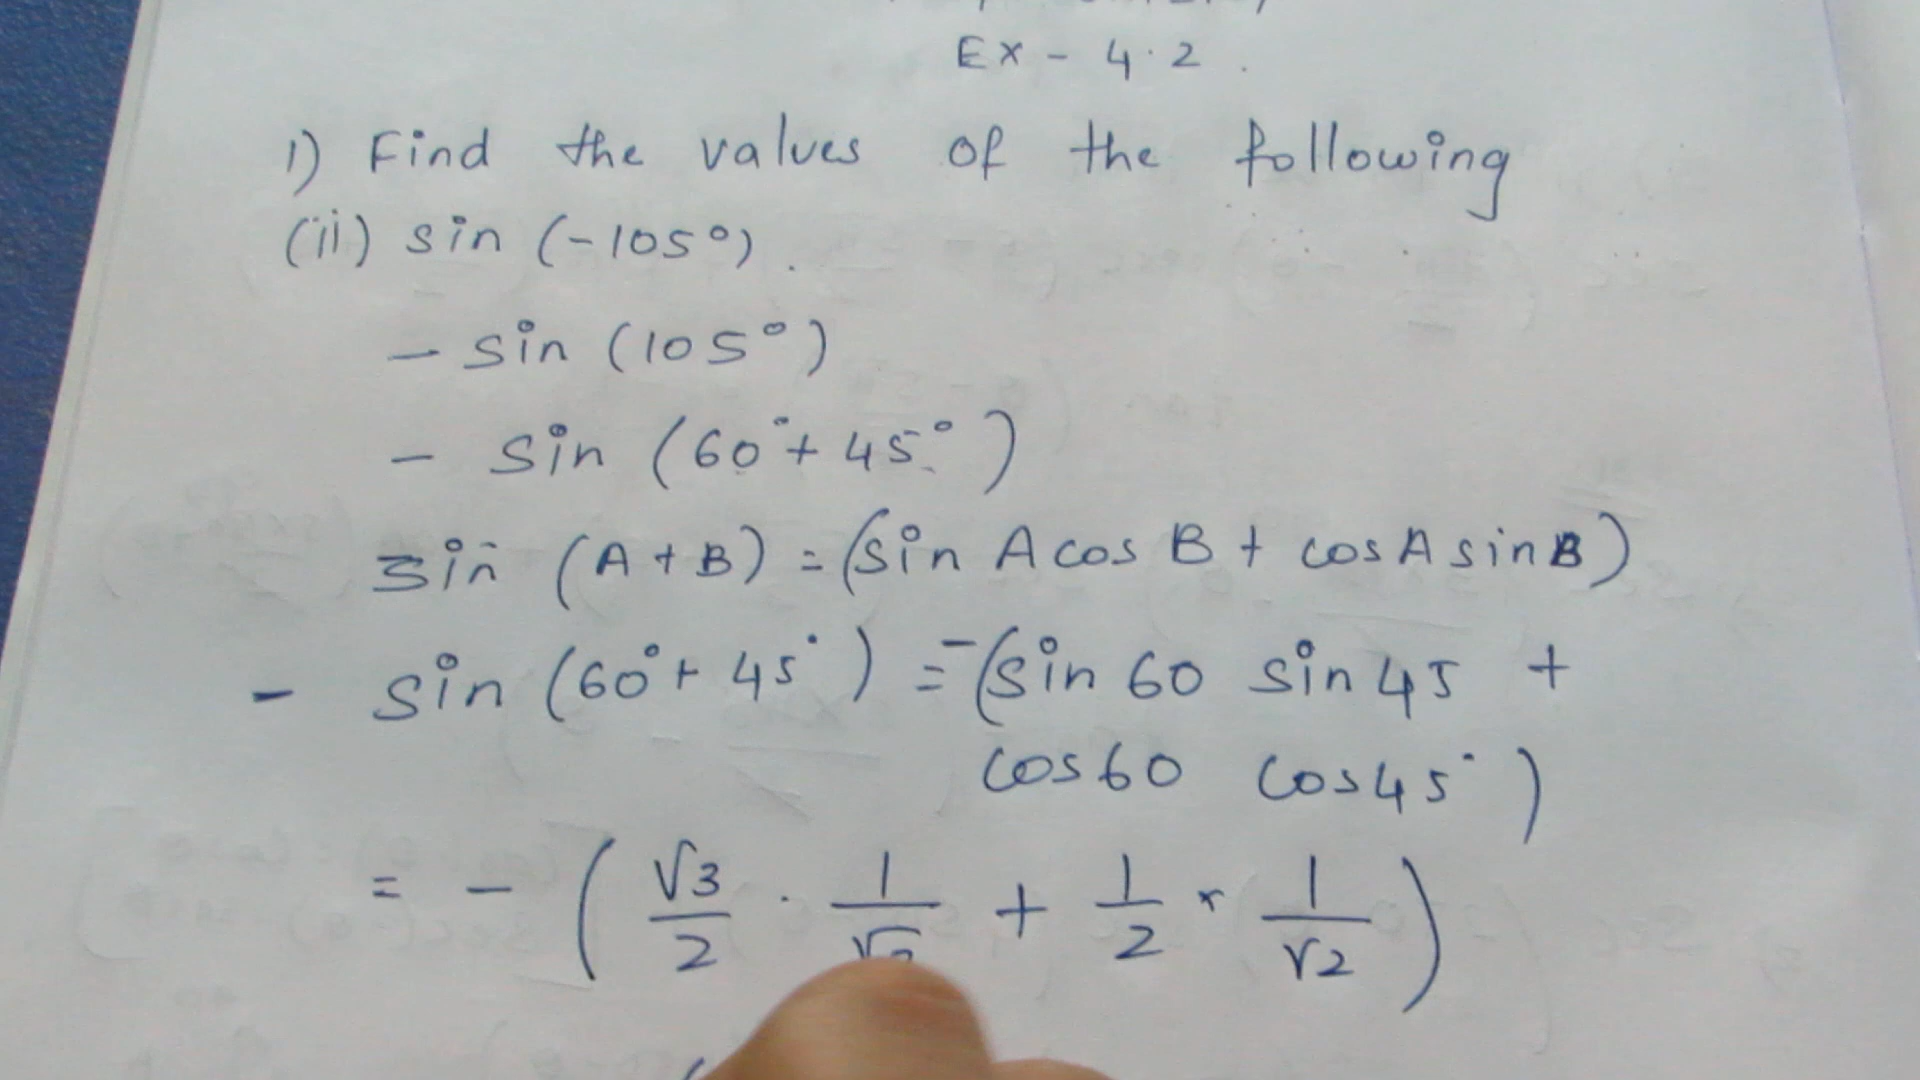 Ex - 4.2.
1) Find the values of the following
(ii) sin (-105°).
- sin (105°)
- sin (60°+ 45°)
sin (A + B) = (sin A cos B + cos A sin B)
- sin (60°+ 45°) = -(sin 60 sin 45 +
cos 60 cos 45°)
= - ( √3/2 . 1/√2 + 1/2 × 1/√2 )